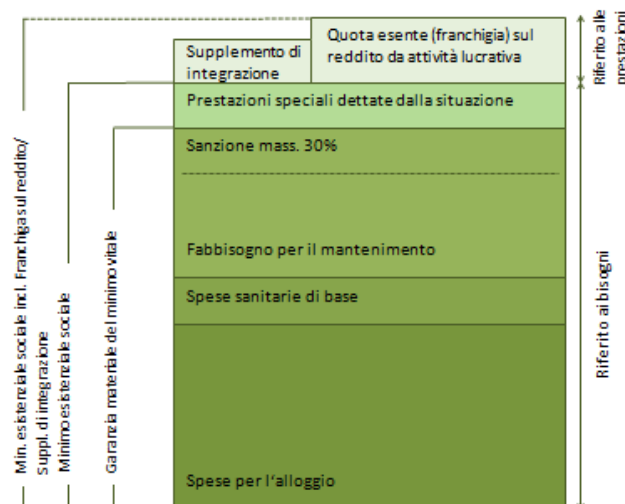 Quota esente (franchigia) sul
reddito da attività lucrativa
Supplemento di
integrazione
Prestazioni speciali dettate dalla situazione
Sanzione mass. 30%
Fabbisogno per il mantenimento
Spese sanitarie di base
Spese per l'alloggio
Min. esistenziale sociale incl. Franchiga sul reddito/
Suppl. di integrazione
Minimo esistenziale sociale
Garanzia materiale del minimo vitale
Riferito alle
prestazioni
Riferito ai bisogni